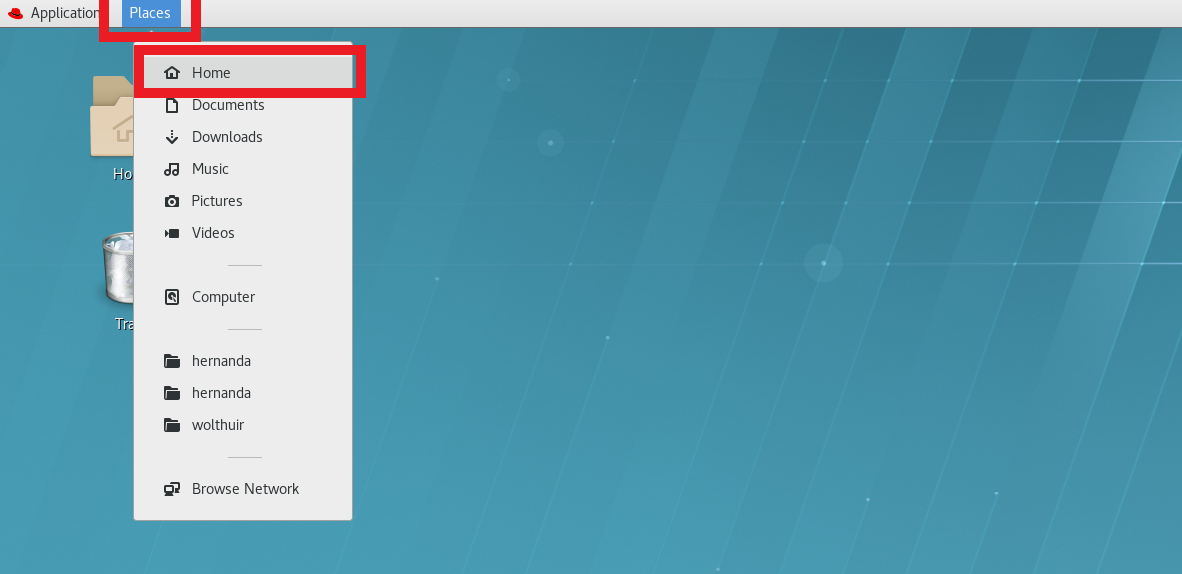 Application
Places
Home
Documents
Downloads
Music
Pictures
Videos
Computer
hernanda
hernanda
wolthuir
Browse Network
Ho
Tra